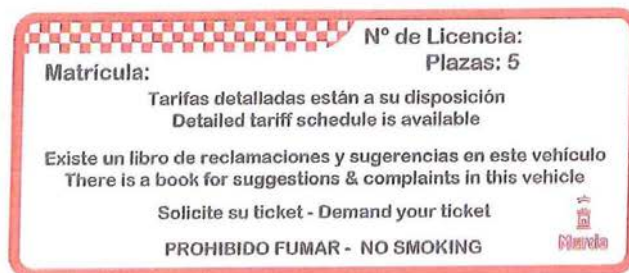 Nº de Licencia:
Matrícula:
Plazas: 5
Tarifas detalladas están a su disposición
Detailed tariff schedule is available
Existe un libro de reclamaciones y sugerencias en este vehículo
There is a book for suggestions & complaints in this vehicle
Solicite su ticket - Demand your ticket
PROHIBIDO FUMAR - NO SMOKING
Murcia